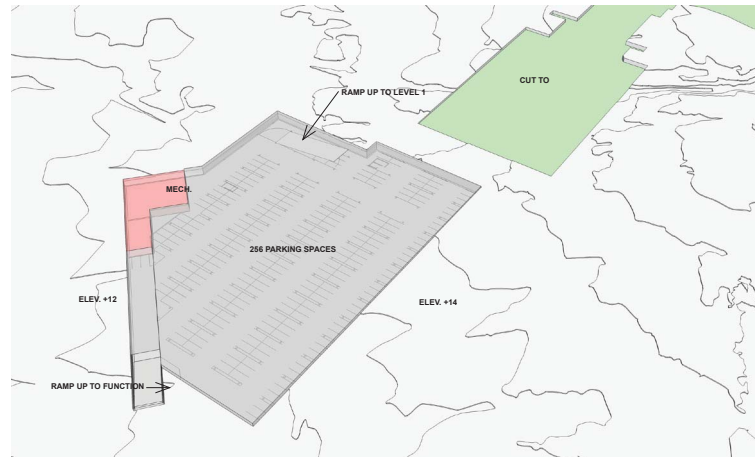 CUT TO
RAMP UP TO LEVEL 1
MECH.
256 PARKING SPACES
ELEV. +12
ELEV. +14
RAMP UP TO FUNCTION